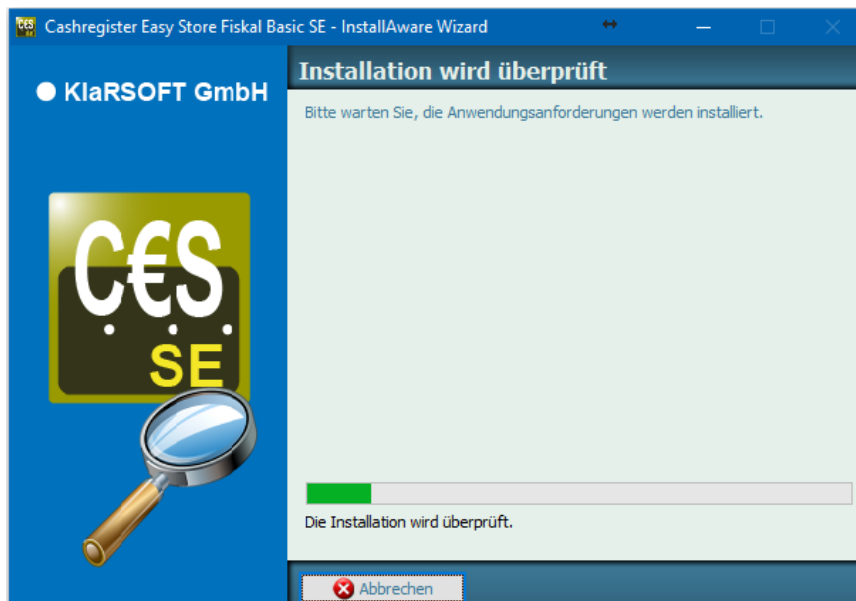 Cashregister Easy Store Fiskal Basic SE - InstallAware Wizard
KlaRSOFT GmbH
Installation wird überprüft
Bitte warten Sie, die Anwendungsanforderungen werden installiert.
C.€.S.
SE
Die Installation wird überprüft.
Abbrechen